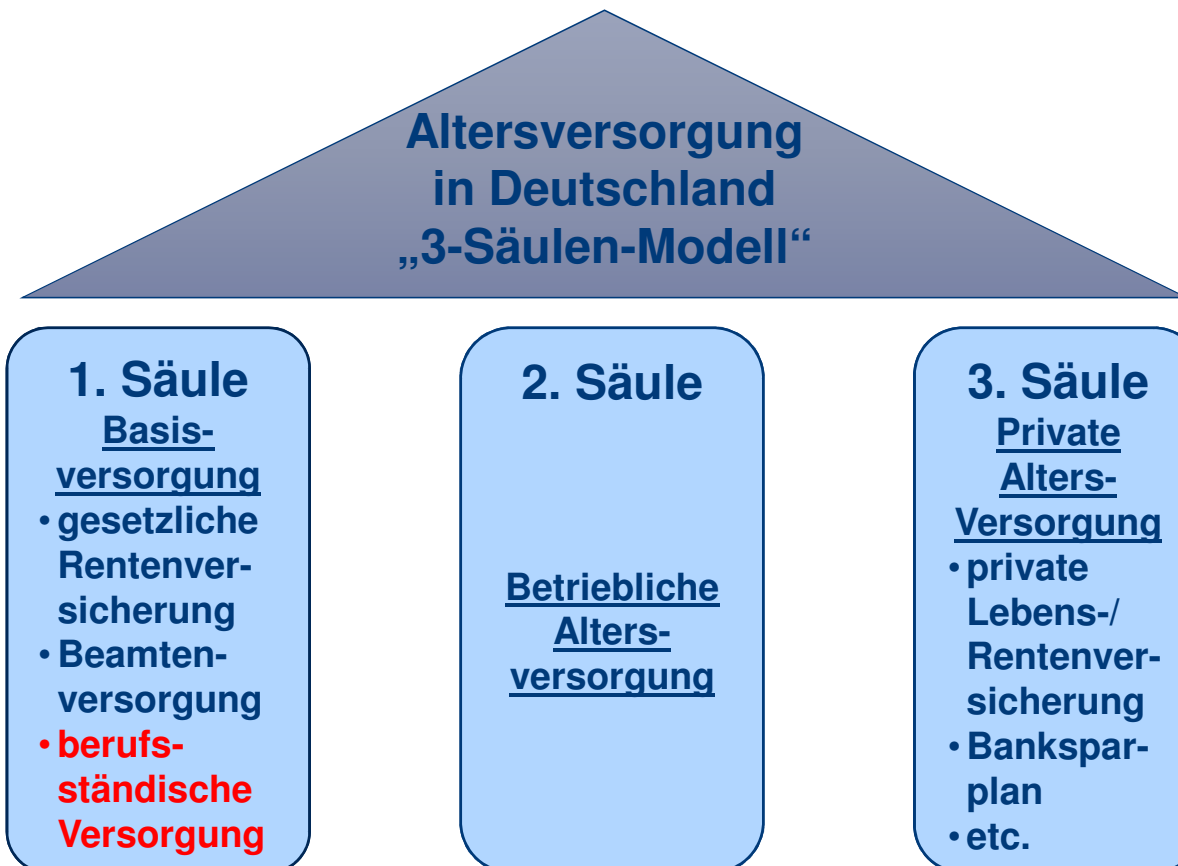 Altersversorgung
in Deutschland
„3-Säulen-Modell“
1. Säule
Basis-
versorgung
• gesetzliche
Rentenver-
sicherung
• Beamten-
versorgung
• berufs-
ständische
Versorgung
2. Säule
Betriebliche
Alters-
versorgung
3. Säule
Private
Alters-
Versorgung
• private
Lebens-/
Rentenver-
sicherung
• Bankspar-
plan
• etc.